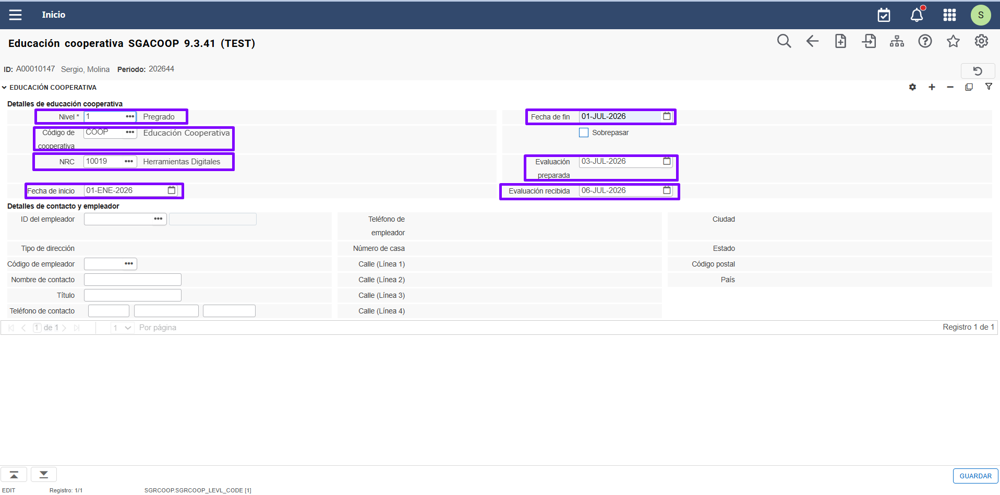 Inicio
S
Educación cooperativa SGACOOP 9.3.41 (TEST)
ID: A00010147 Sergio, Molina Periodo: 202644
EDUCACIÓN COOPERATIVA
Detalles de educación cooperativa
Nivel * 1 ••• Pregrado
Fecha de fin 01-JUL-2026
Código de cooperativa COOP ••• Educación Cooperativa
Sobrepasar
NRC 10019 ••• Herramientas Digitales
Evaluación preparada 03-JUL-2026
Fecha de inicio 01-ENE-2026
Evaluación recibida 06-JUL-2026
Detalles de contacto y empleador
ID del empleador •••
Teléfono de empleador
Ciudad
Tipo de dirección
Número de casa
Estado
Código de empleador •••
Calle (Línea 1)
Código postal
Nombre de contacto
Calle (Línea 2)
País
Título
Calle (Línea 3)
Teléfono de contacto
Calle (Línea 4)
1 de 1
1 Por página
Registro 1 de 1
GUARDAR
EDIT Registro: 1/1 SGRCOOP.SGRCOOP_LEVL_CODE [1]